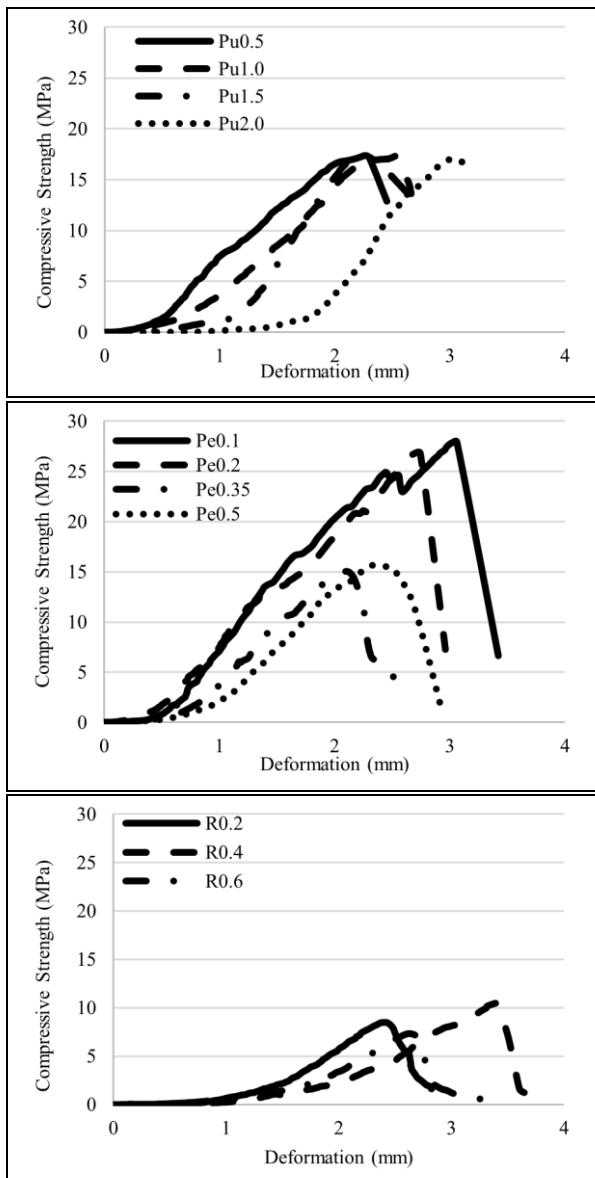 Compressive Strength (MPa)
30
25
20
15
10
5
0
Pu0.5
Pu1.0
Pu1.5
Pu2.0
0 1 2 3 4
Deformation (mm)
Compressive Strength (MPa)
30
25
20
15
10
5
0
Pe0.1
Pe0.2
Pe0.35
Pe0.5
0 1 2 3 4
Deformation (mm)
Compressive Strength (MPa)
30
25
20
15
10
5
0
R0.2
R0.4
R0.6
0 1 2 3 4
Deformation (mm)